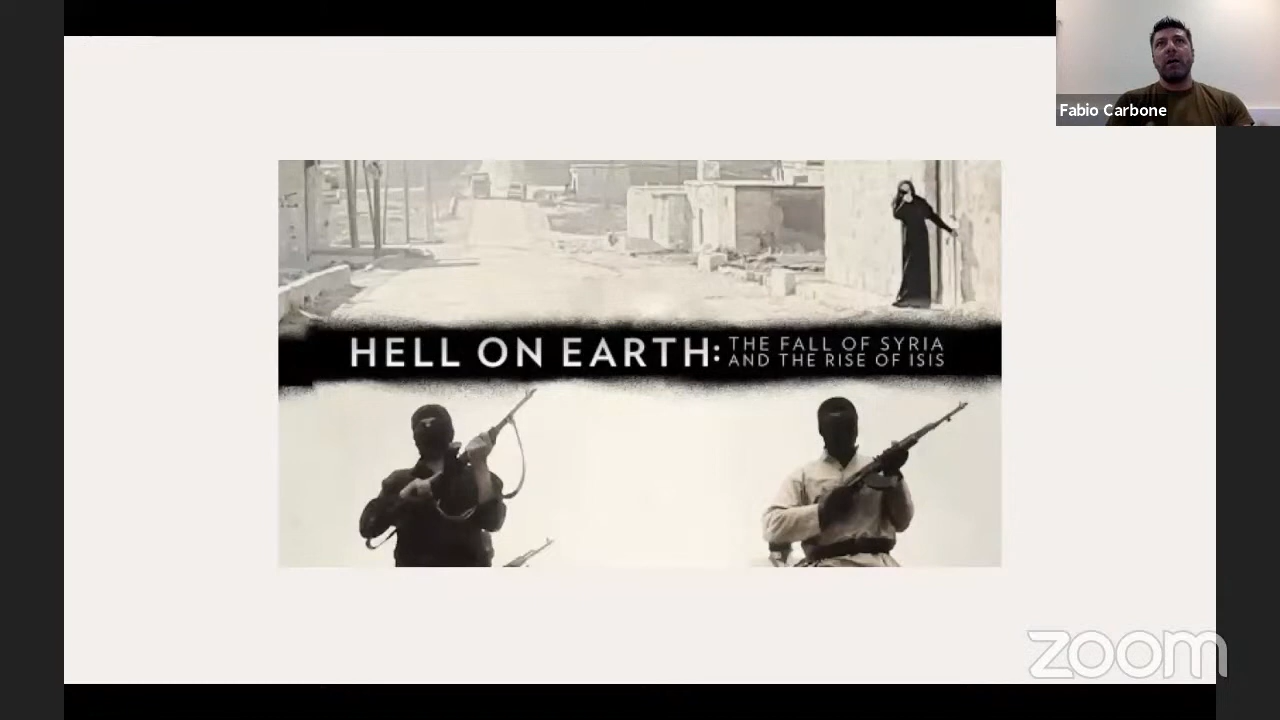 Fabio Carbone
HELL ON EARTH: THE FALL OF SYRIA
AND THE RISE OF ISIS
zoom